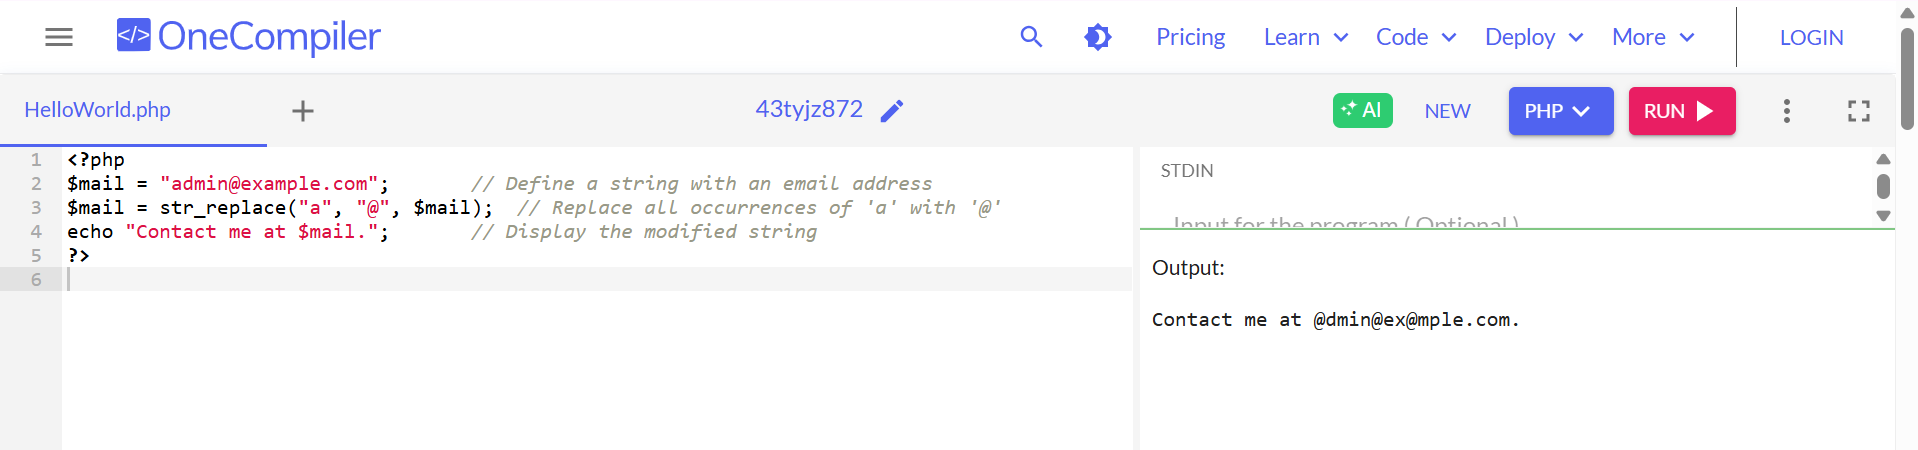 </> OneCompiler
Pricing Learn Code Deploy More LOGIN
HelloWorld.php + 43tyjz872 AI NEW PHP RUN
1 <?php
2 $mail = "admin@example.com";       // Define a string with an email address
3 $mail = str_replace("a", "@", $mail);  // Replace all occurrences of 'a' with '@'
4 echo "Contact me at $mail.";       // Display the modified string
5 ?>
6
STDIN
Input for the program ( Optional )
Output:
Contact me at @dmin@ex@mple.com.